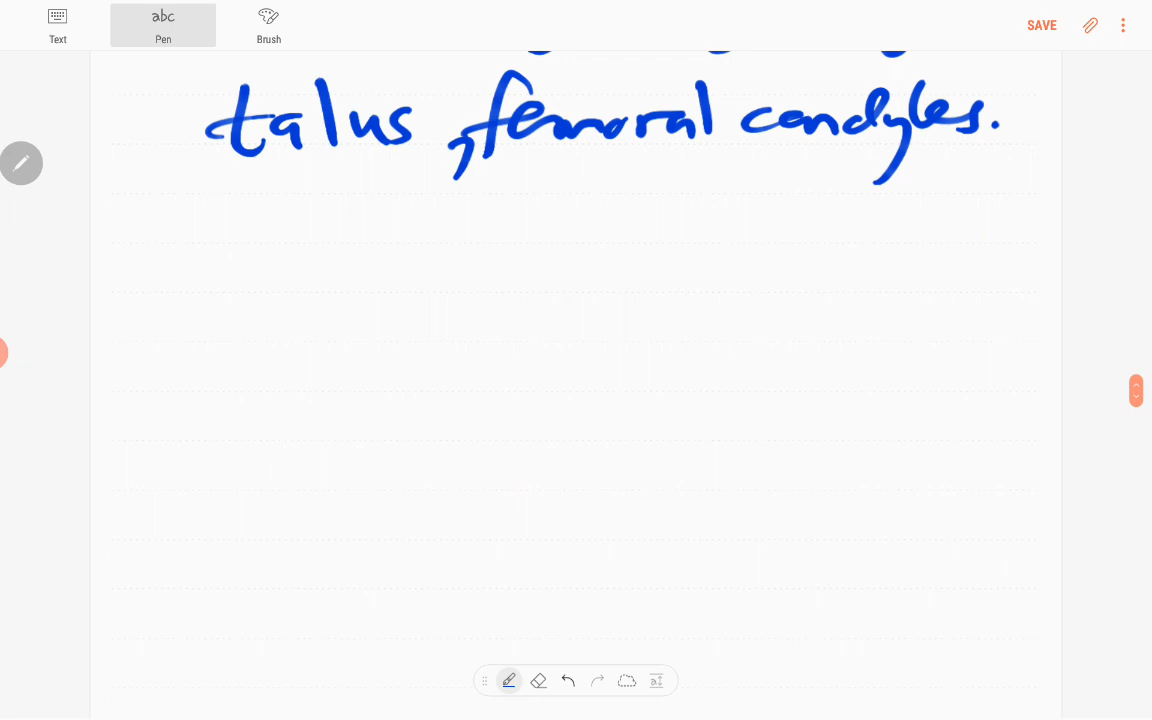 Text
abc
Pen
Brush
SAVE
talus, femoral condyles.